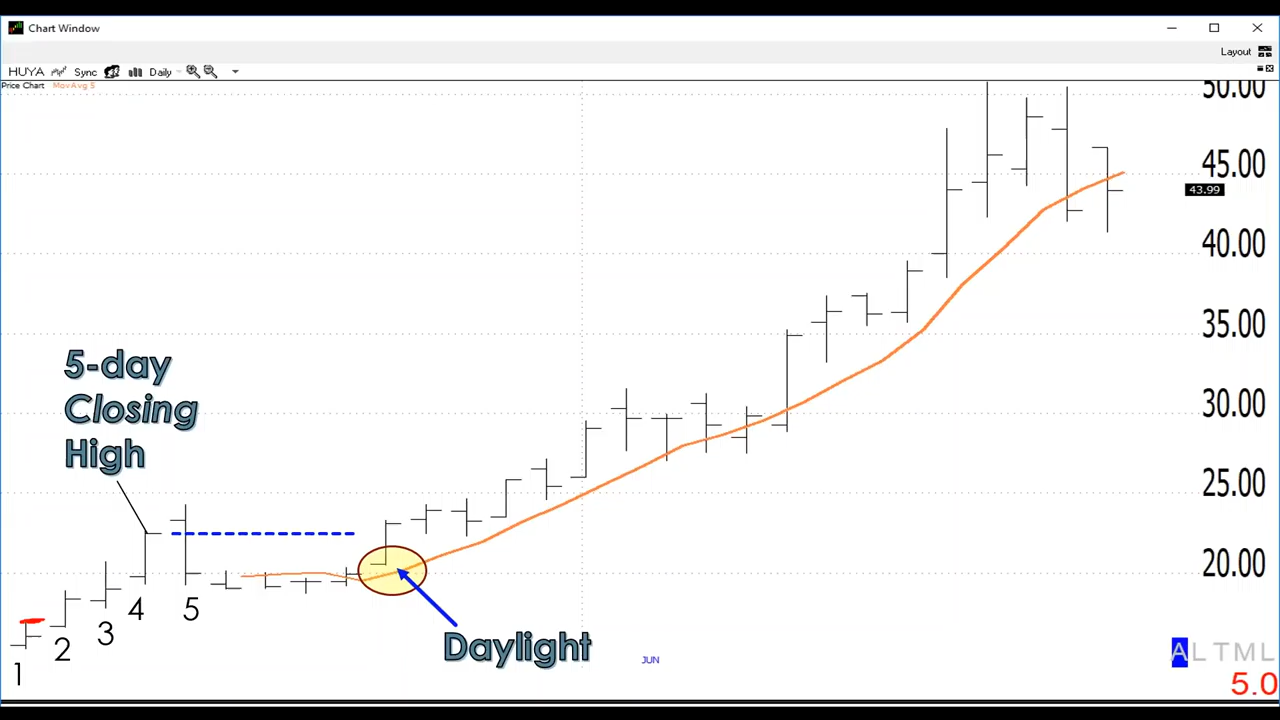 Chart Window
Layout
HUYA Sync Daily
Price Chart MovAvg 5
50.00
45.00
43.99
40.00
35.00
30.00
25.00
20.00
5-day
Closing
High
1
2
3
4
5
Daylight
JUN
ALTML
5.0